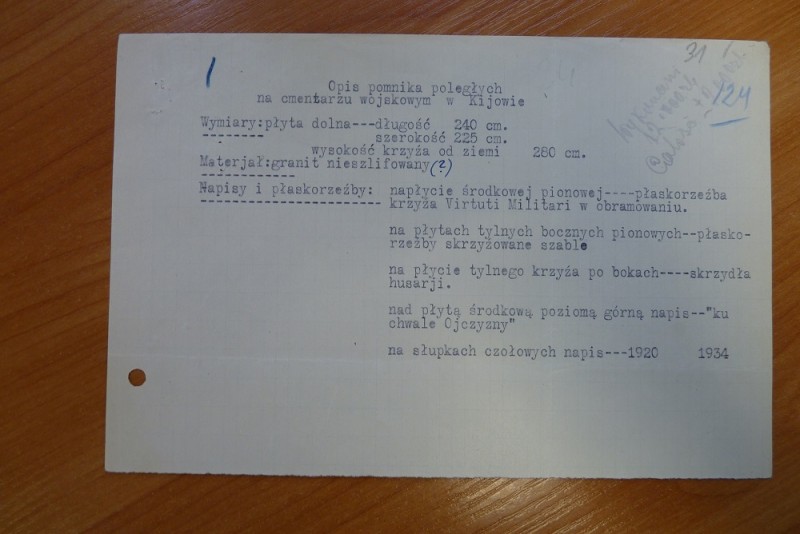 1
31
124
Opis pomnika poległych
na cmentarzu wojskowym w Kijowie
Wymiary:płyta dolna---długość 240 cm.
szerokość 225 cm.
wysokość krzyża od ziemi 280 cm.
Materjał:granit nieszlifowany(?)
Napisy i płaskorzeźby: napłycie środkowej pionowej----płaskorzeźba
krzyża Virtuti Militari w obramowaniu.
na płytach tylnych bocznych pionowych--płasko-
rzeźby skrzyżowane szable
na płycie tylnego krzyża po bokach----skrzydła
husarji.
nad płytą środkową poziomą górną napis--"ku
chwale Ojczyzny"
na słupkach czołowych napis---1920 1934